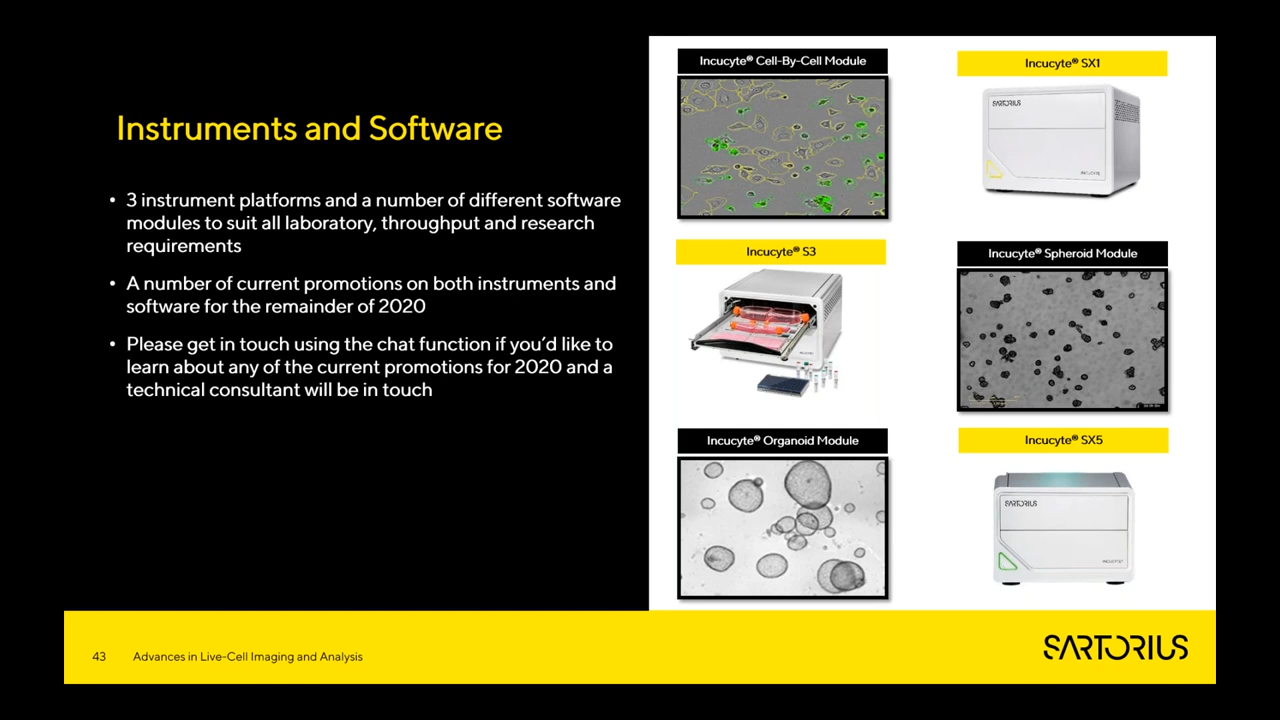 Instruments and Software
• 3 instrument platforms and a number of different software
modules to suit all laboratory, throughput and research
requirements
• A number of current promotions on both instruments and
software for the remainder of 2020
• Please get in touch using the chat function if you'd like to
learn about any of the current promotions for 2020 and a
technical consultant will be in touch
Incucyte® Cell-By-Cell Module
Incucyte® SX1
SARTORIUS
INCUCYTE
Incucyte® S3
Incucyte® Spheroid Module
Incucyte® Organoid Module
Incucyte® SX5
SARTORIUS
INCUCYTE
43
Advances in Live-Cell Imaging and Analysis
SARTORIUS